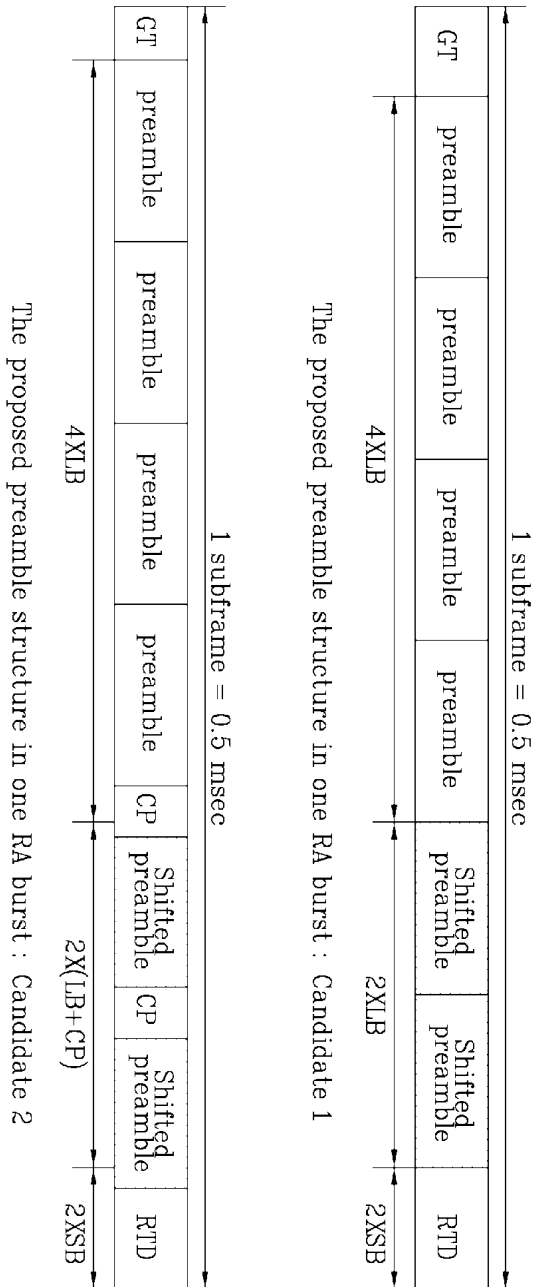 1 subframe = 0.5 msec
GT
preamble
preamble
preamble
preamble
Shifted
preamble
Shifted
preamble
RTD
4XLB
2XLB
2XSB
The proposed preamble structure in one RA burst : Candidate 1
1 subframe = 0.5 msec
GT
preamble
preamble
preamble
preamble
CP
Shifted
preamble
CP
Shifted
preamble
RTD
4XLB
2X(LB+CP)
2XSB
The proposed preamble structure in one RA burst : Candidate 2